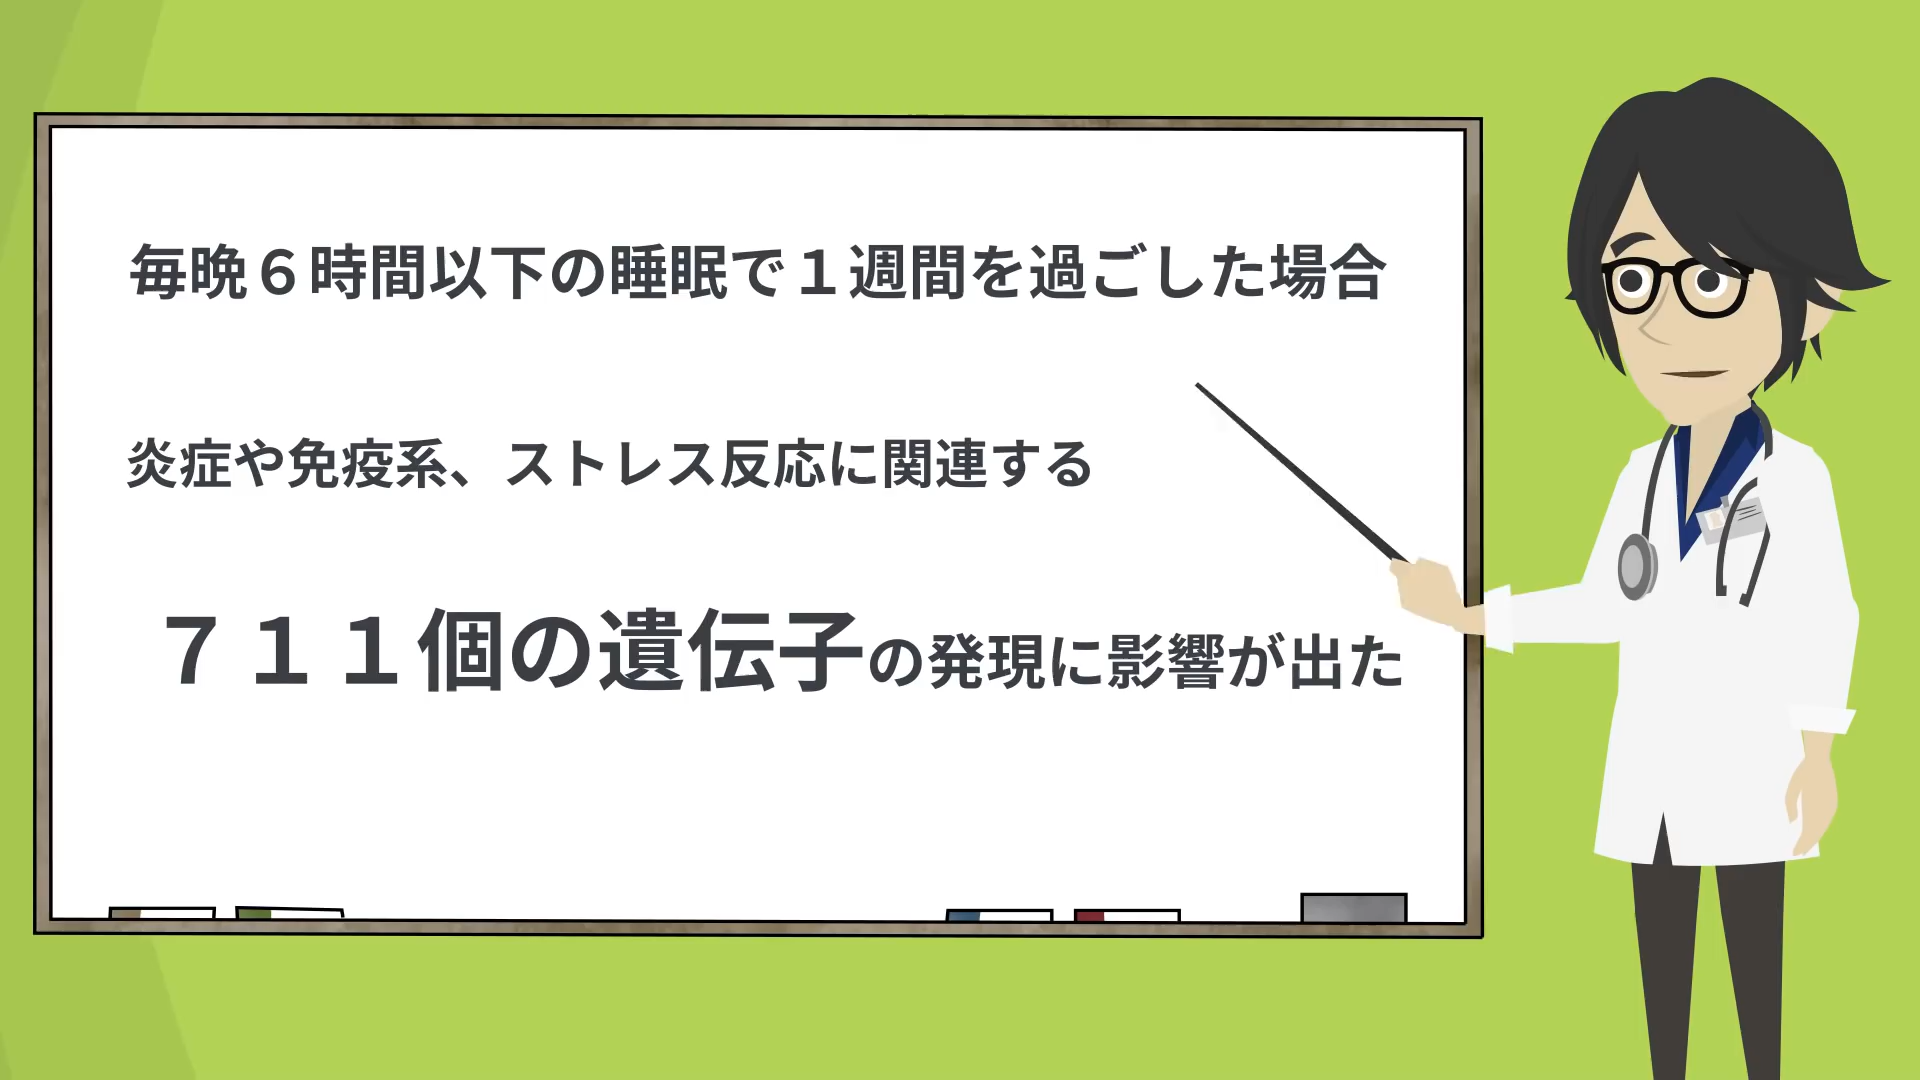 毎晩６時間以下の睡眠で１週間を過ごした場合
炎症や免疫系、ストレス反応に関連する
７１１個の遺伝子の発現に影響が出た